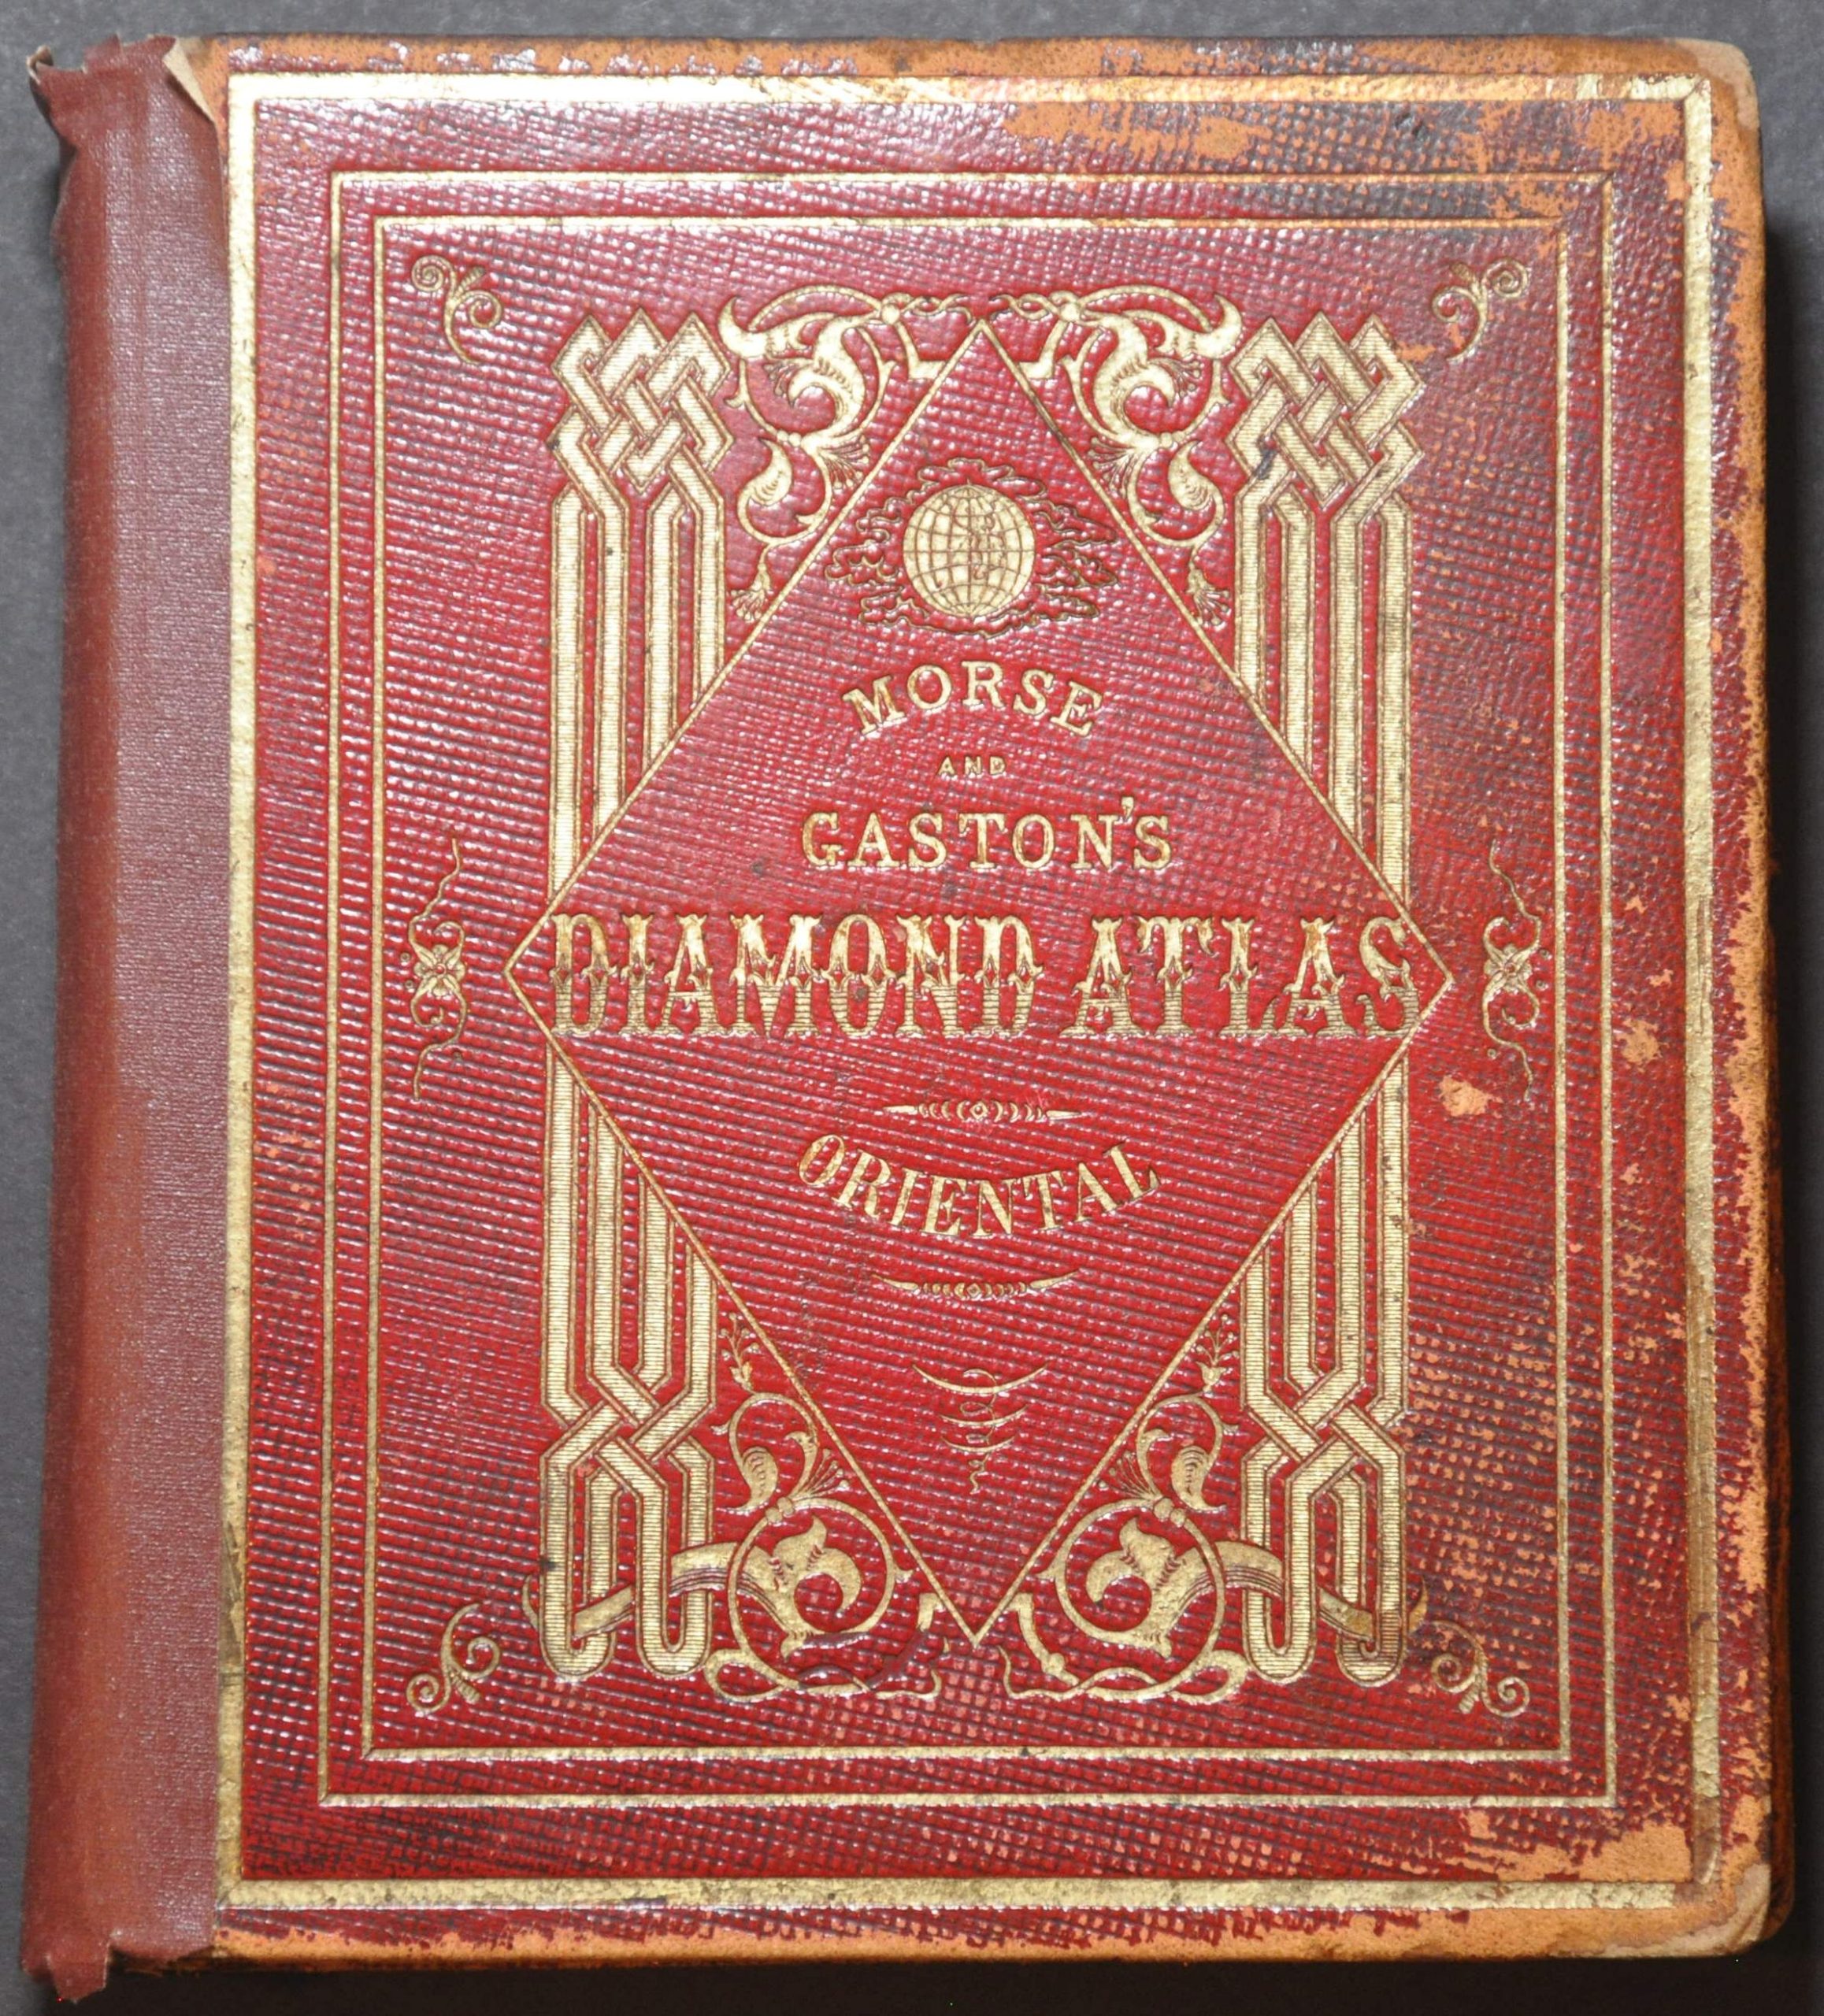 MORSE
AND
GASTON'S
DIAMOND ATLAS
ORIENTAL